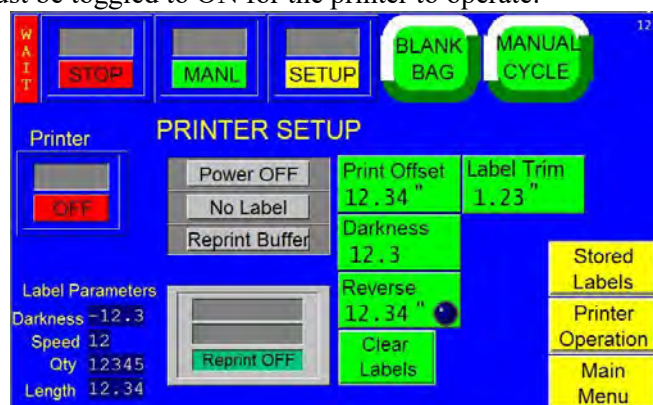 ust be toggled to ON for the printer to operate.
WAIT
STOP
MANL
SETUP
BLANK
BAG
MANUAL
CYCLE
12
Printer
OFF
PRINTER SETUP
Power OFF
No Label
Reprint Buffer
Print Offset
12.34 "
Label Trim
1.23 "
Darkness
12.3
Reverse
12.34 "
Clear
Labels
Reprint OFF
Label Parameters
Darkness -12.3
Speed 12
Qty 12345
Length 12.34
Stored
Labels
Printer
Operation
Main
Menu